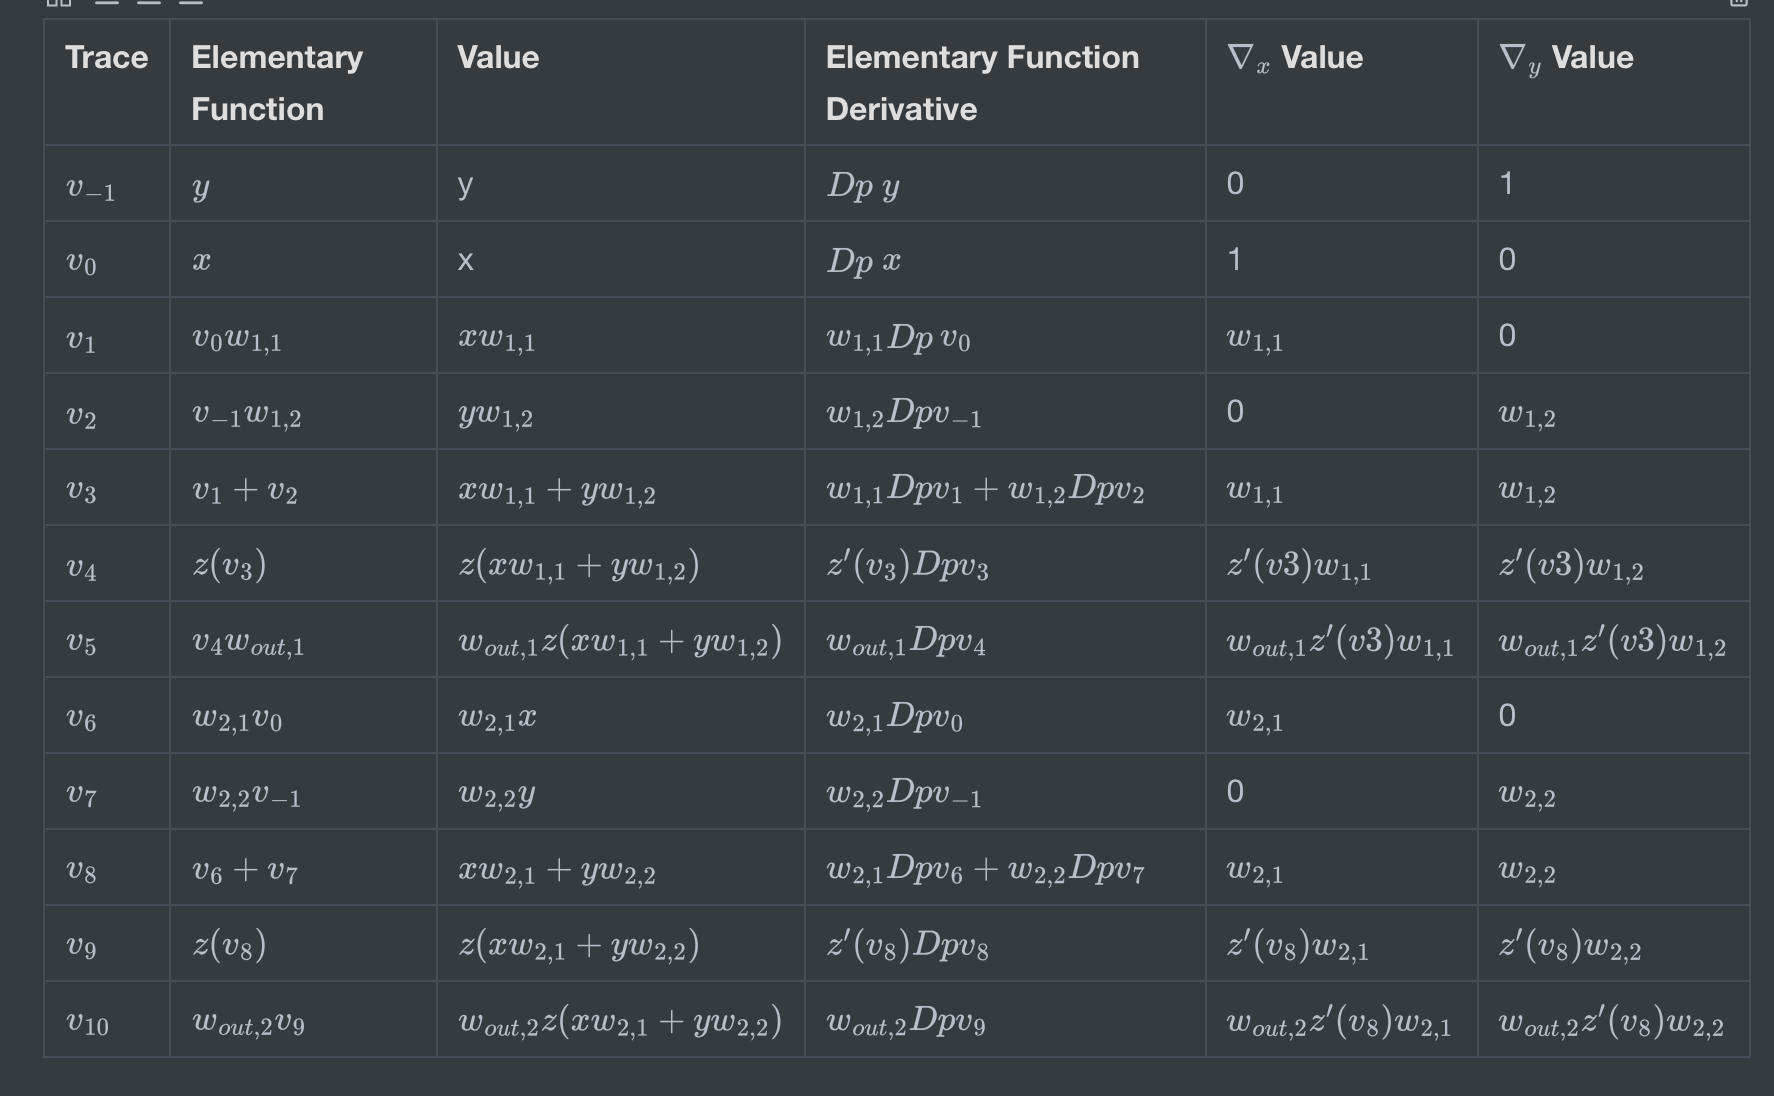 Trace | Elementary Function | Value | Elementary Function Derivative | ∇_x Value | ∇_y Value
v_{−1} | y | y | Dp y | 0 | 1
v_0 | x | x | Dp x | 1 | 0
v_1 | v_0w_{1,1} | xw_{1,1} | w_{1,1}Dp v_0 | w_{1,1} | 0
v_2 | v_{−1}w_{1,2} | yw_{1,2} | w_{1,2}Dpv_{−1} | 0 | w_{1,2}
v_3 | v_1 + v_2 | xw_{1,1} + yw_{1,2} | w_{1,1}Dpv_1 + w_{1,2}Dpv_2 | w_{1,1} | w_{1,2}
v_4 | z(v_3) | z(xw_{1,1} + yw_{1,2}) | z′(v_3)Dpv_3 | z′(v3)w_{1,1} | z′(v3)w_{1,2}
v_5 | v_4w_{out,1} | w_{out,1}z(xw_{1,1} + yw_{1,2}) | w_{out,1}Dpv_4 | w_{out,1}z′(v3)w_{1,1} | w_{out,1}z′(v3)w_{1,2}
v_6 | w_{2,1}v_0 | w_{2,1}x | w_{2,1}Dpv_0 | w_{2,1} | 0
v_7 | w_{2,2}v_{−1} | w_{2,2}y | w_{2,2}Dpv_{−1} | 0 | w_{2,2}
v_8 | v_6 + v_7 | xw_{2,1} + yw_{2,2} | w_{2,1}Dpv_6 + w_{2,2}Dpv_7 | w_{2,1} | w_{2,2}
v_9 | z(v_8) | z(xw_{2,1} + yw_{2,2}) | z′(v_8)Dpv_8 | z′(v_8)w_{2,1} | z′(v_8)w_{2,2}
v_{10} | w_{out,2}v_9 | w_{out,2}z(xw_{2,1} + yw_{2,2}) | w_{out,2}Dpv_9 | w_{out,2}z′(v_8)w_{2,1} | w_{out,2}z′(v_8)w_{2,2}